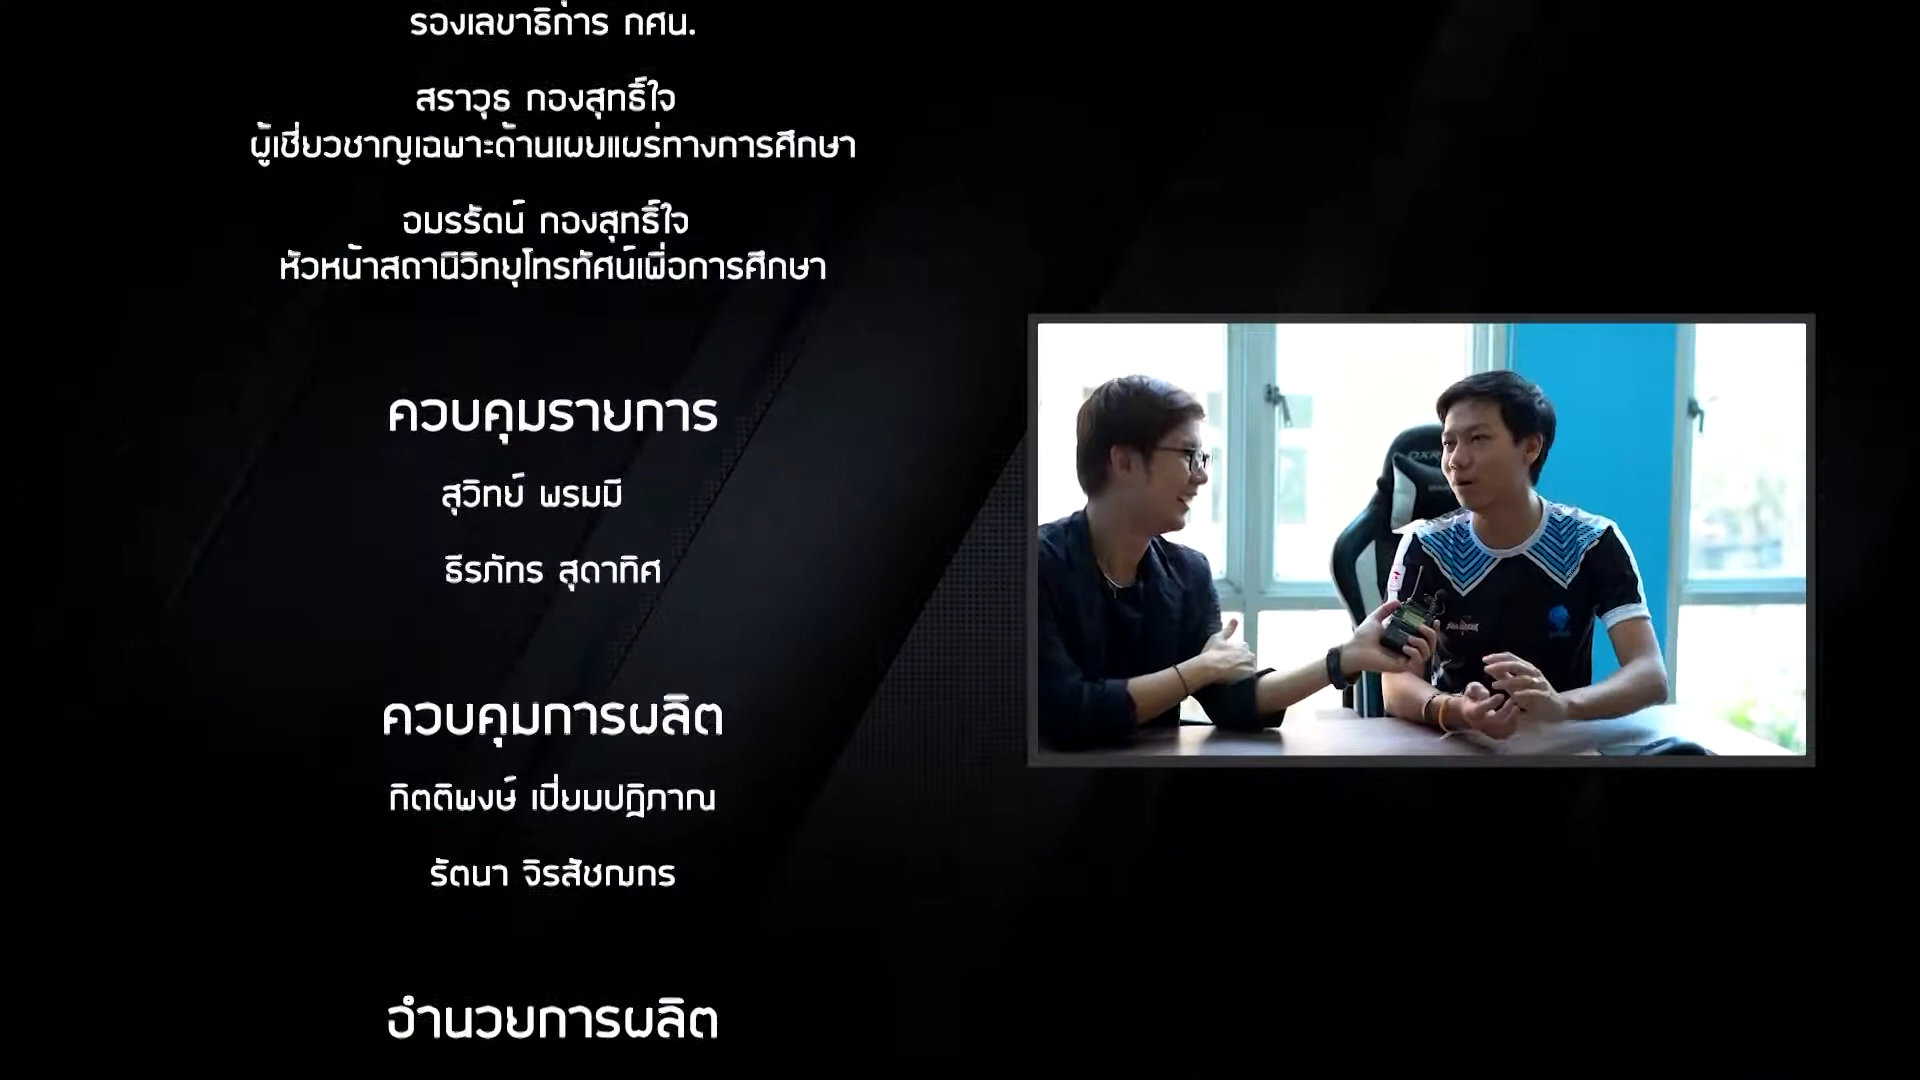 รองเลขาธิการ กศน.
สราวุธ กองสุทธิ์ใจ
ผู้เชี่ยวชาญเฉพาะด้านเผยแผร่ทางการศึกษา
อมรรัตน์ กองสุทธิ์ใจ
หัวหน้าสถานีวิทยุโทรทัศน์เพื่อการศึกษา
ควบคุมรายการ
สุวิทย์ พรมมี
ธีรภัทร สุดาทิศ
ควบคุมการผลิต
กิตติพงษ์ เปี่ยมปฏิภาณ
รัตนา จิรสัชฌกร
อำนวยการผลิต